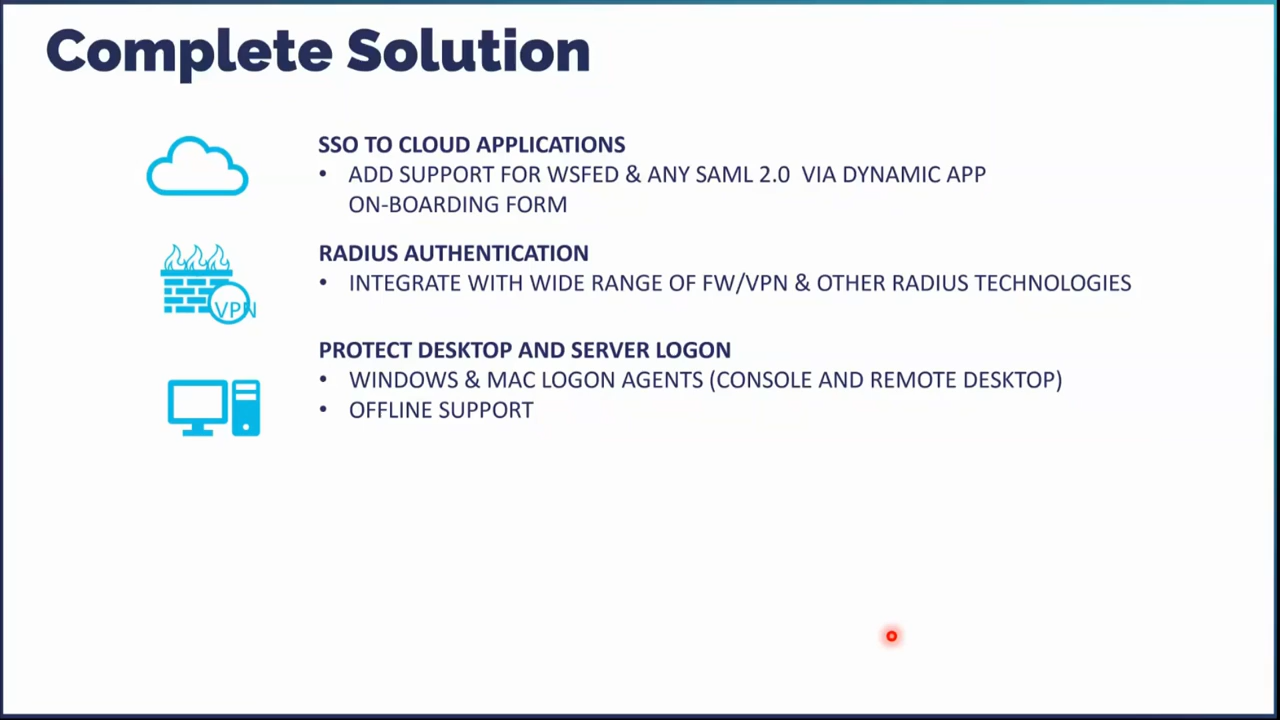 Complete Solution
SSO TO CLOUD APPLICATIONS
• ADD SUPPORT FOR WSFED & ANY SAML 2.0 VIA DYNAMIC APP
ON-BOARDING FORM
RADIUS AUTHENTICATION
• INTEGRATE WITH WIDE RANGE OF FW/VPN & OTHER RADIUS TECHNOLOGIES
VPN
PROTECT DESKTOP AND SERVER LOGON
• WINDOWS & MAC LOGON AGENTS (CONSOLE AND REMOTE DESKTOP)
• OFFLINE SUPPORT